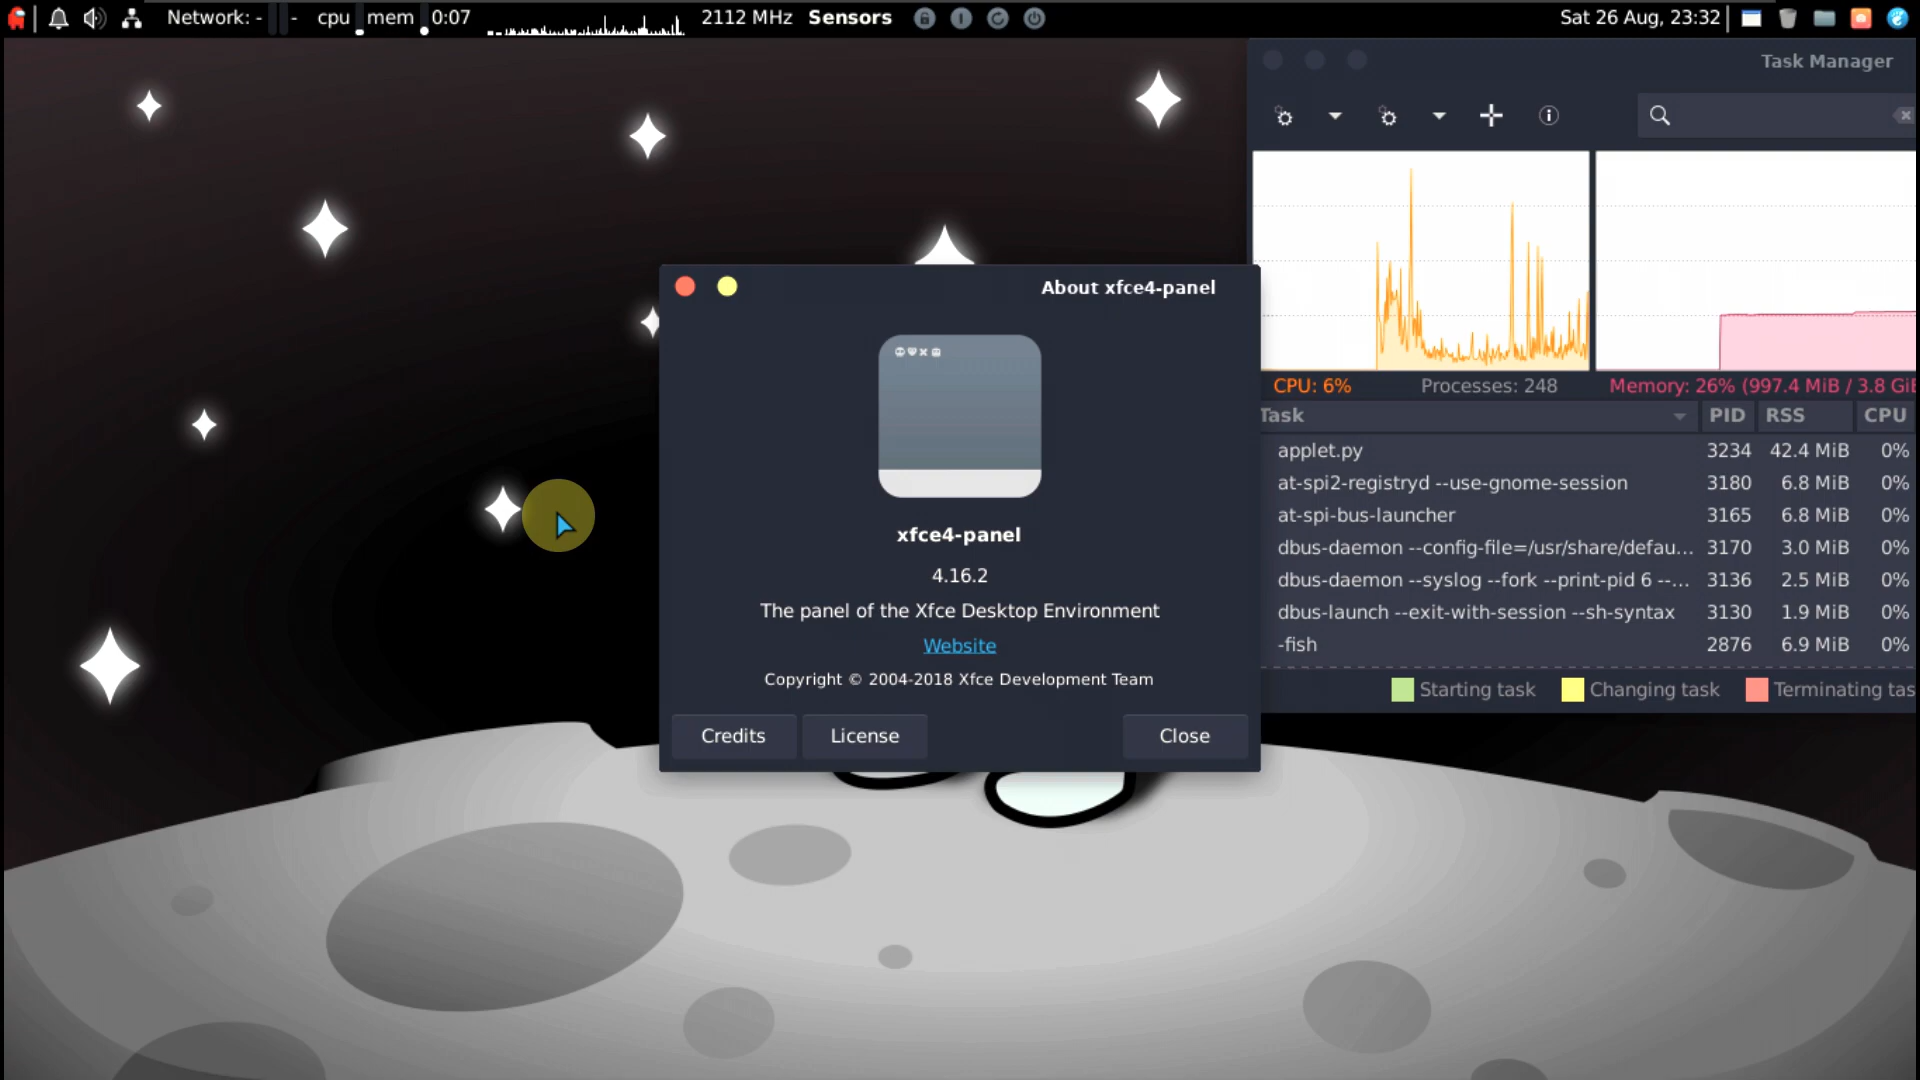 Network: - - cpu mem 0:07 2112 MHz Sensors Sat 26 Aug, 23:32
Task Manager
About xfce4-panel
xfce4-panel
4.16.2
The panel of the Xfce Desktop Environment
Website
Copyright © 2004-2018 Xfce Development Team
Credits License Close
CPU: 6% Processes: 248 Memory: 26% (997.4 MiB / 3.8 GiB
Task PID RSS CPU
applet.py 3234 42.4 MiB 0%
at-spi2-registryd --use-gnome-session 3180 6.8 MiB 0%
at-spi-bus-launcher 3165 6.8 MiB 0%
dbus-daemon --config-file=/usr/share/defau... 3170 3.0 MiB 0%
dbus-daemon --syslog --fork --print-pid 6 --... 3136 2.5 MiB 0%
dbus-launch --exit-with-session --sh-syntax 3130 1.9 MiB 0%
-fish 2876 6.9 MiB 0%
Starting task Changing task Terminating tas